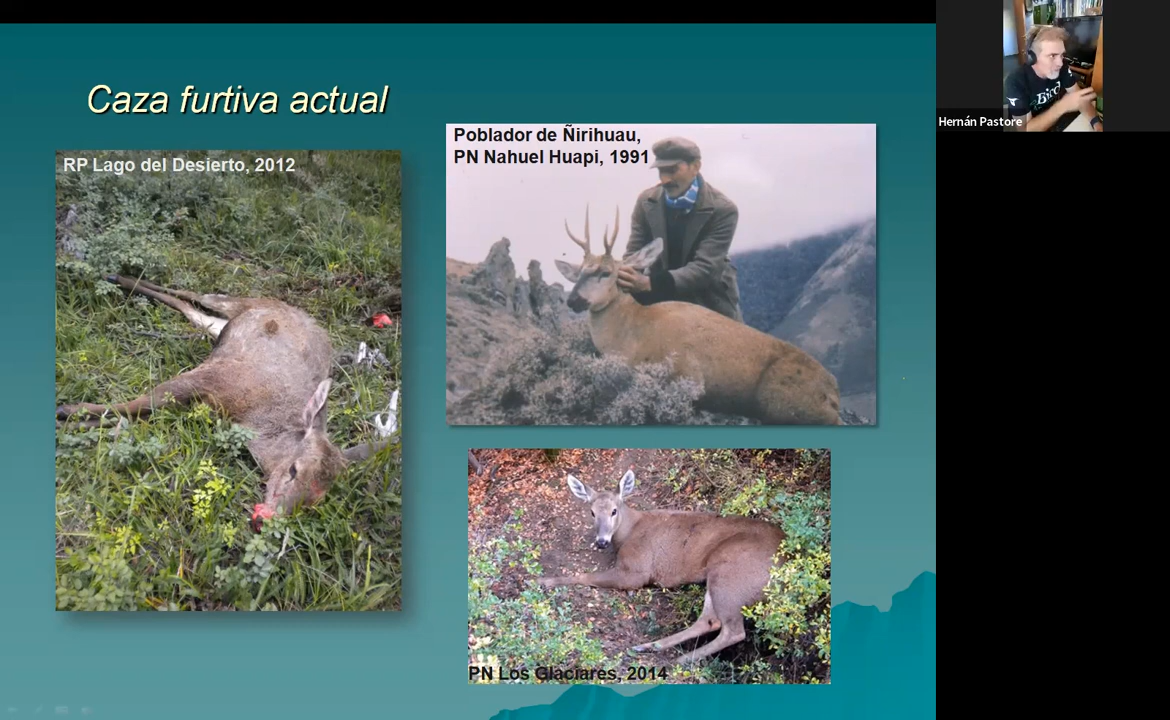 Caza furtiva actual
RP Lago del Desierto, 2012
Poblador de Ñirihuau,
PN Nahuel Huapi, 1991
PN Los Glaciares, 2014
Hernán Pastore
Bird